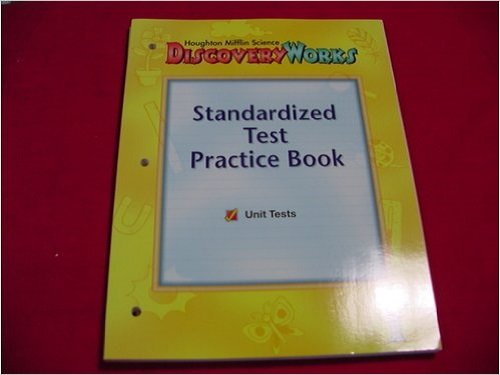 Houghton Mifflin Science
DISCOVERYWORKS
Standardized
Test
Practice Book
Unit Tests